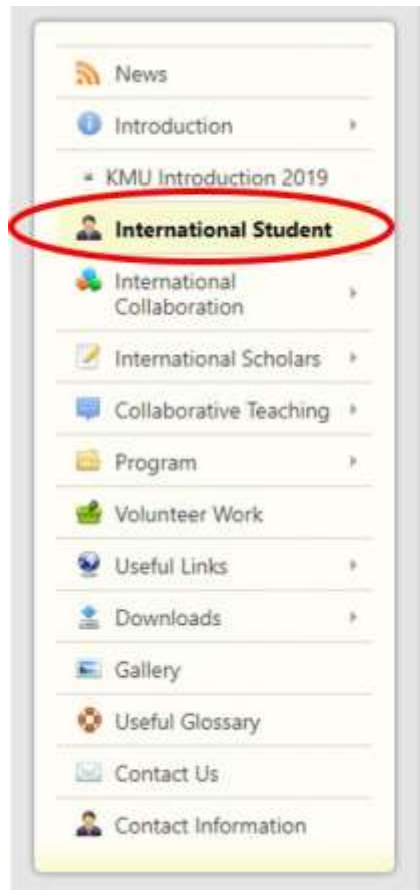 News
Introduction
KMU Introduction 2019
International Student
International
Collaboration
International Scholars
Collaborative Teaching
Program
Volunteer Work
Useful Links
Downloads
Gallery
Useful Glossary
Contact Us
Contact Information